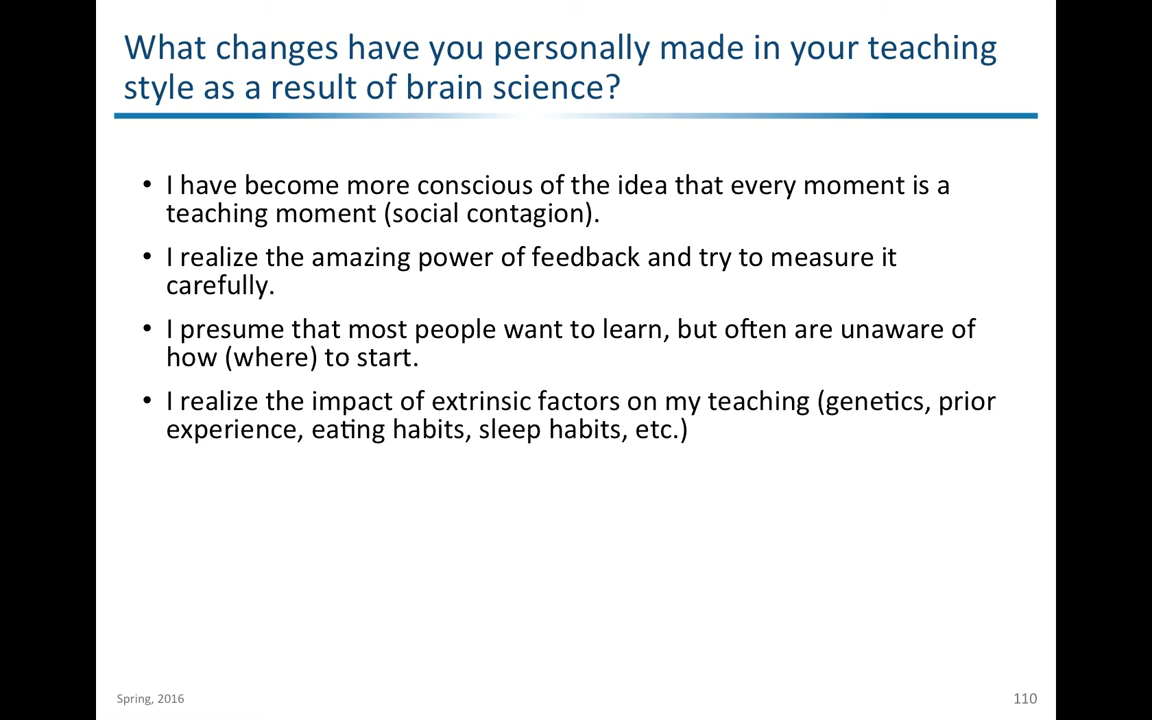 What changes have you personally made in your teaching
style as a result of brain science?
• I have become more conscious of the idea that every moment is a
teaching moment (social contagion).
• I realize the amazing power of feedback and try to measure it
carefully.
• I presume that most people want to learn, but often are unaware of
how (where) to start.
• I realize the impact of extrinsic factors on my teaching (genetics, prior
experience, eating habits, sleep habits, etc.)
Spring, 2016
110